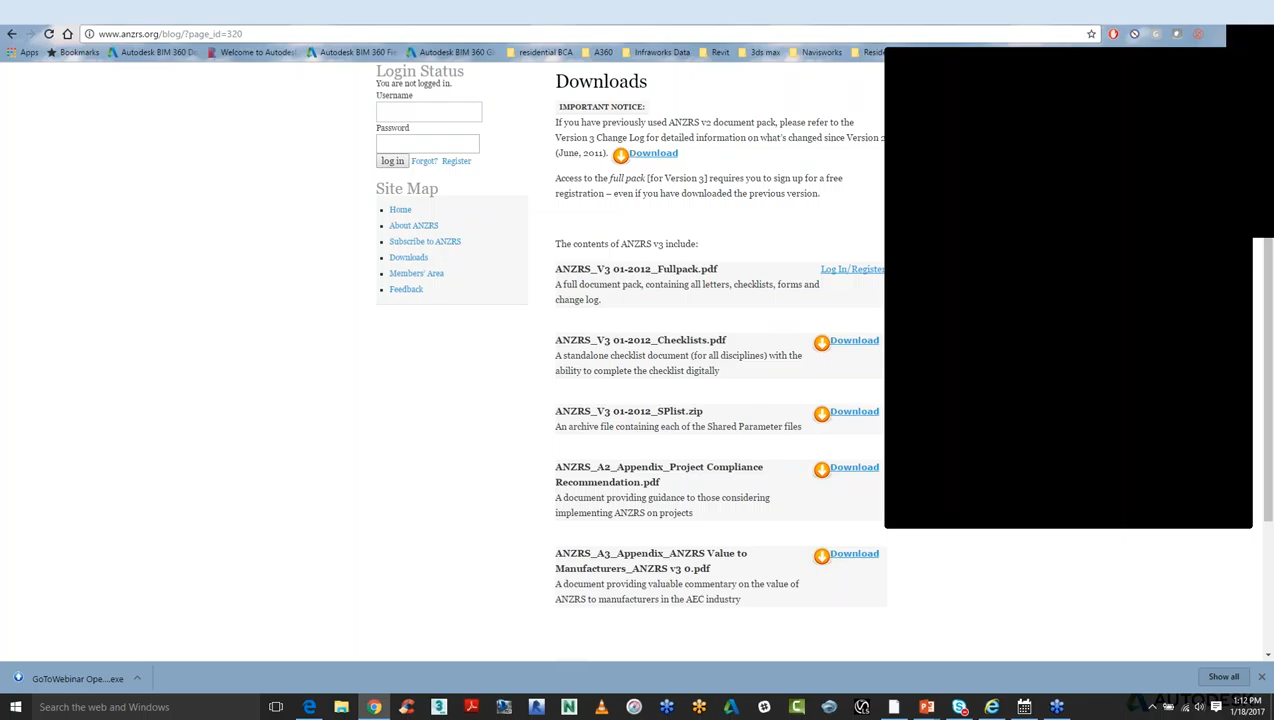 www.anzrs.org/blog/?page_id=320
Apps Bookmarks Autodesk BIM 360 Do Welcome to Autodes Autodesk BIM 360 Fie Autodesk BIM 360 Gl residential BCA A360 Infraworks Data Revit 3ds max Navisworks Reside
Login Status
You are not logged in.
Username
Password
log in Forgot? Register
Site Map
Home
About ANZRS
Subscribe to ANZRS
Downloads
Members' Area
Feedback
Downloads
IMPORTANT NOTICE:
If you have previously used ANZRS v2 document pack, please refer to the
Version 3 Change Log for detailed information on what's changed since Version 2
(June, 2011). Download
Access to the full pack [for Version 3] requires you to sign up for a free
registration – even if you have downloaded the previous version.
The contents of ANZRS v3 include:
ANZRS_V3 01-2012_Fullpack.pdf Log In/Register
A full document pack, containing all letters, checklists, forms and
change log.
ANZRS_V3 01-2012_Checklists.pdf Download
A standalone checklist document (for all disciplines) with the
ability to complete the checklist digitally
ANZRS_V3 01-2012_SPlist.zip Download
An archive file containing each of the Shared Parameter files
ANZRS_A2_Appendix_Project Compliance Download
Recommendation.pdf
A document providing guidance to those considering
implementing ANZRS on projects
ANZRS_A3_Appendix_ANZRS Value to Download
Manufacturers_ANZRS v3 0.pdf
A document providing valuable commentary on the value of
ANZRS to manufacturers in the AEC industry
GoToWebinar Ope....exe Show all
Search the web and Windows
1:12 PM
1/18/2017